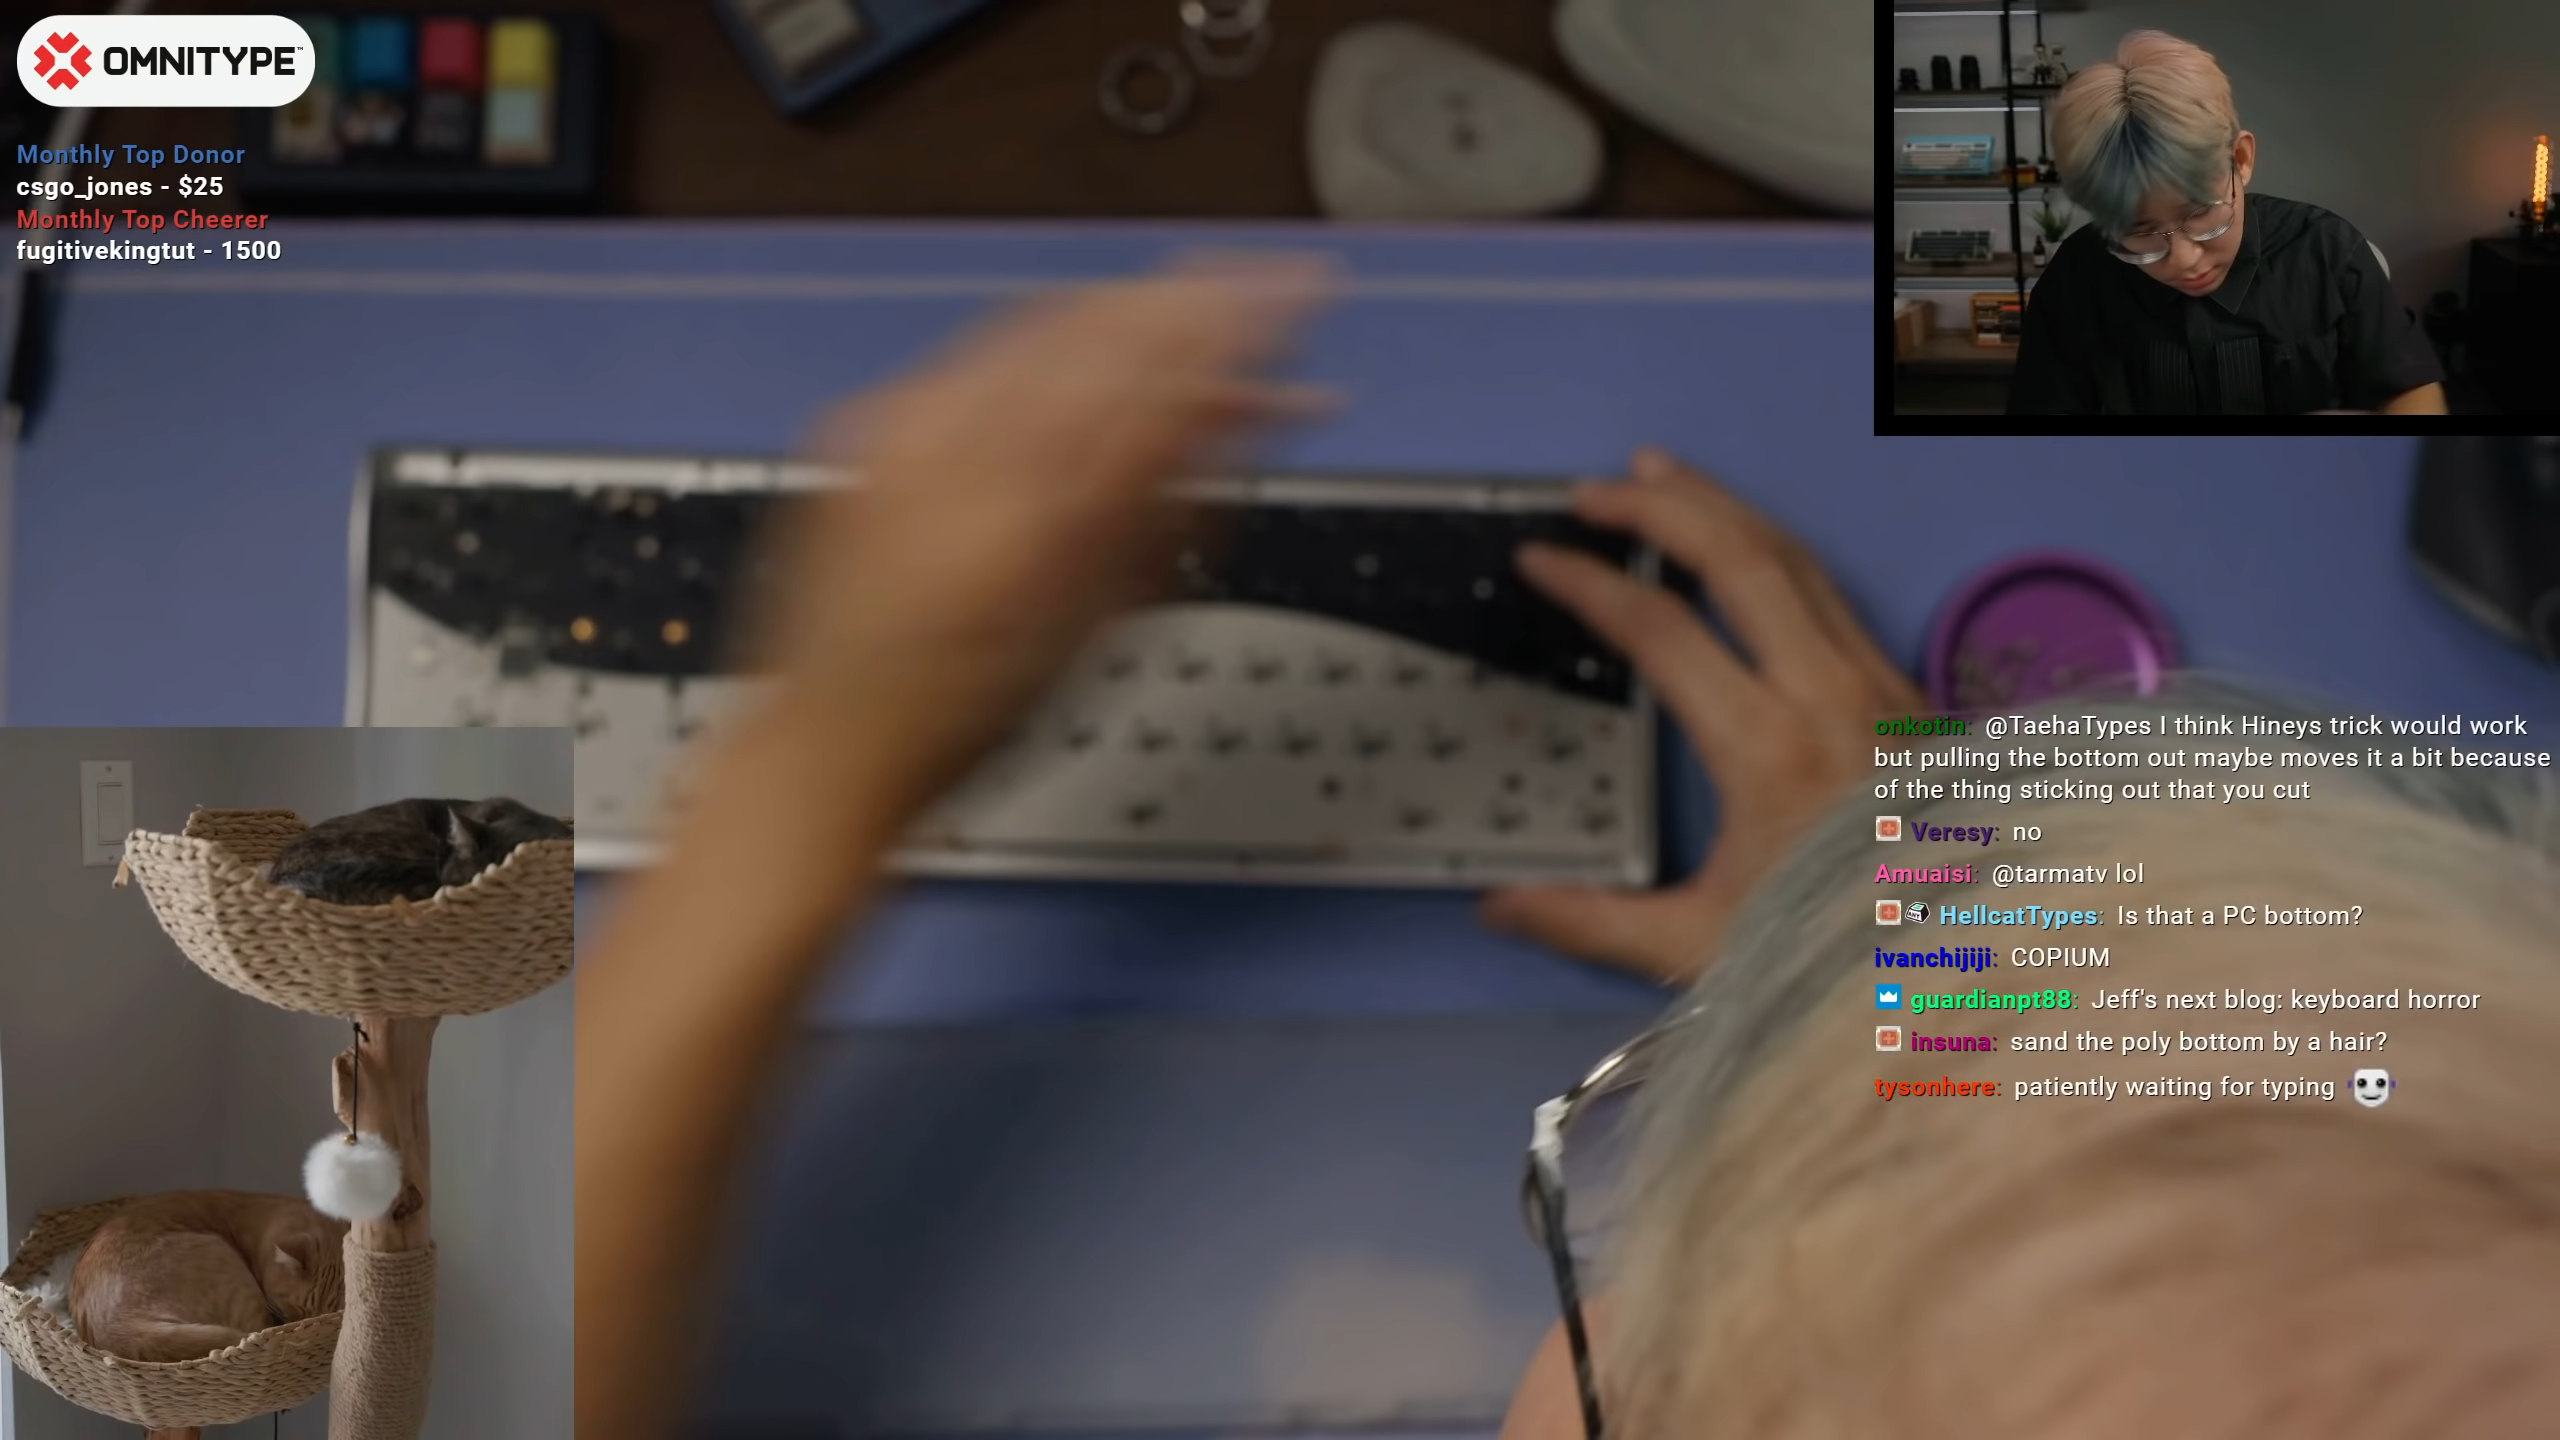 OMNITYPE™
Monthly Top Donor
csgo_jones - $25
Monthly Top Cheerer
fugitivekingtut - 1500
onkotin: @TaehaTypes I think Hineys trick would work
but pulling the bottom out maybe moves it a bit because
of the thing sticking out that you cut
Veresy: no
Amuaisi: @tarmatv lol
HellcatTypes: Is that a PC bottom?
ivanchijiji: COPIUM
guardianpt88: Jeff's next blog: keyboard horror
insuna: sand the poly bottom by a hair?
tysonhere: patiently waiting for typing